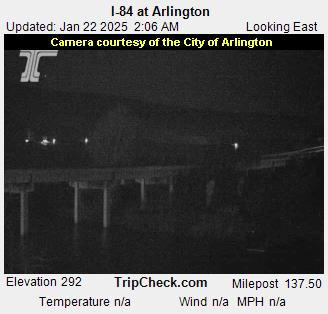 I-84 at Arlington
Updated: Jan 22 2025 2:06 AM Looking East
Camera courtesy of the City of Arlington
Elevation 292 TripCheck.com Milepost 137.50
Temperature n/a Wind n/a MPH n/a